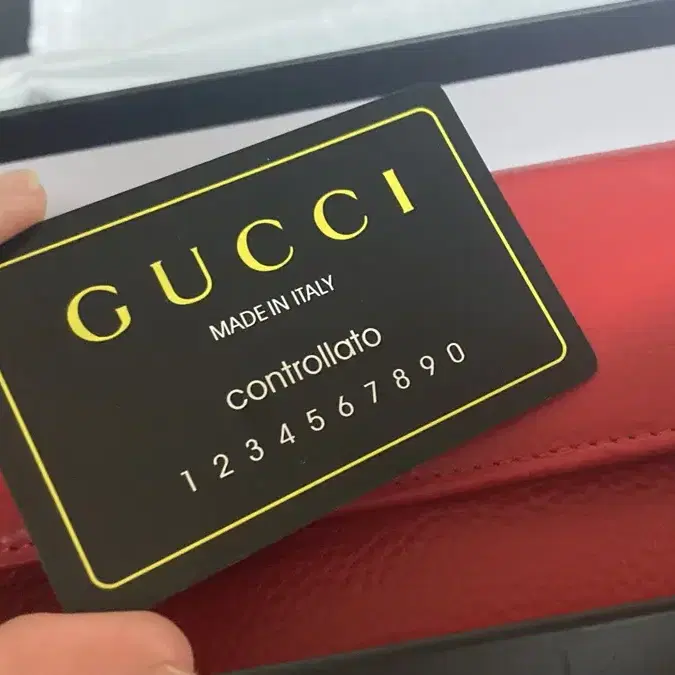 GUCCI
MADE IN ITALY
controllato
1 2 3 4 5 6 7 8 9 0